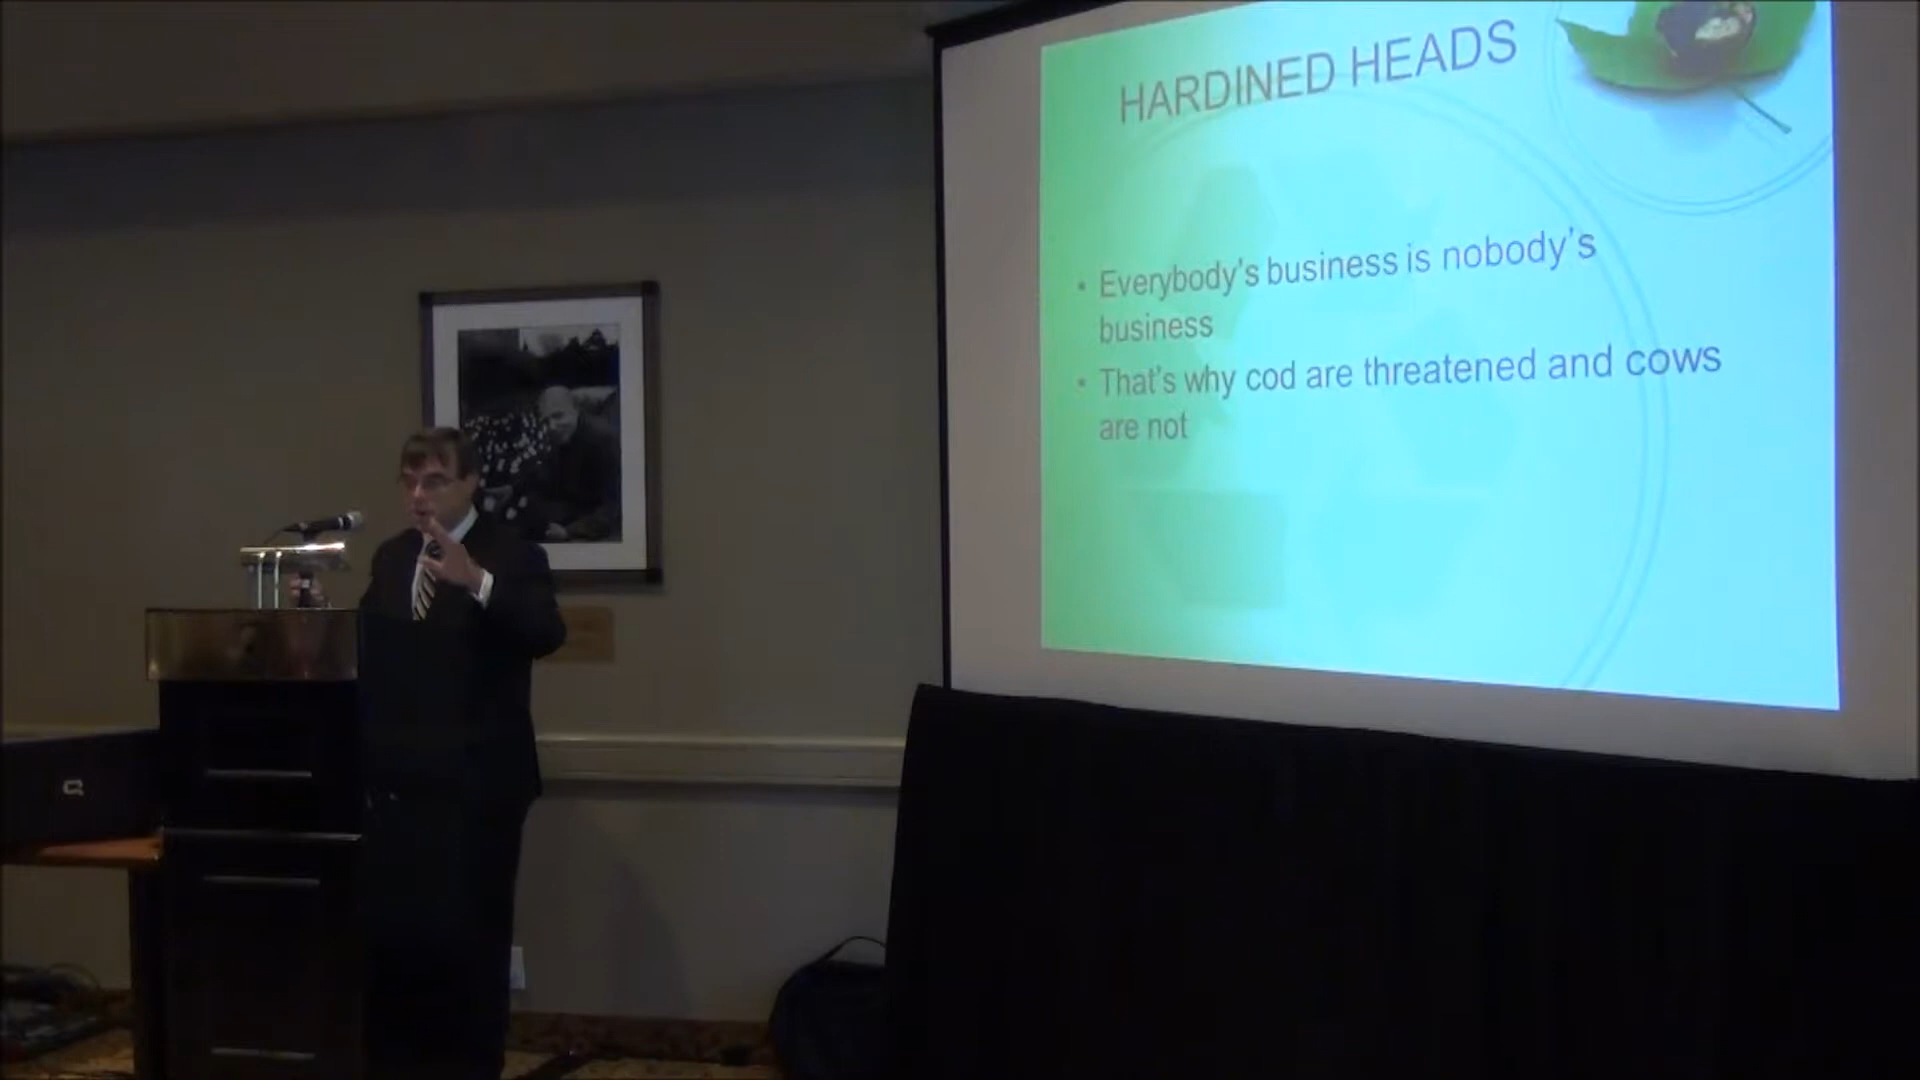 HARDINED HEADS
• Everybody's business is nobody's
business
• That's why cod are threatened and cows
are not